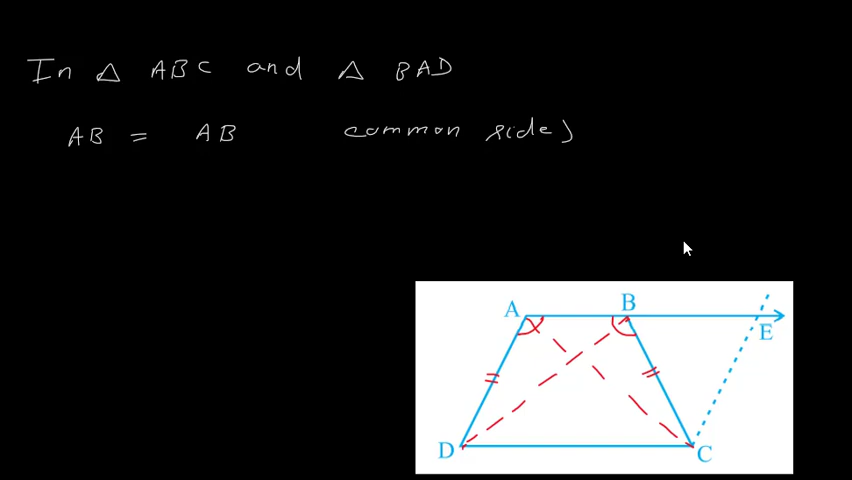 In △ ABC and △ BAD
AB = AB common side)
A
B
E
D
C